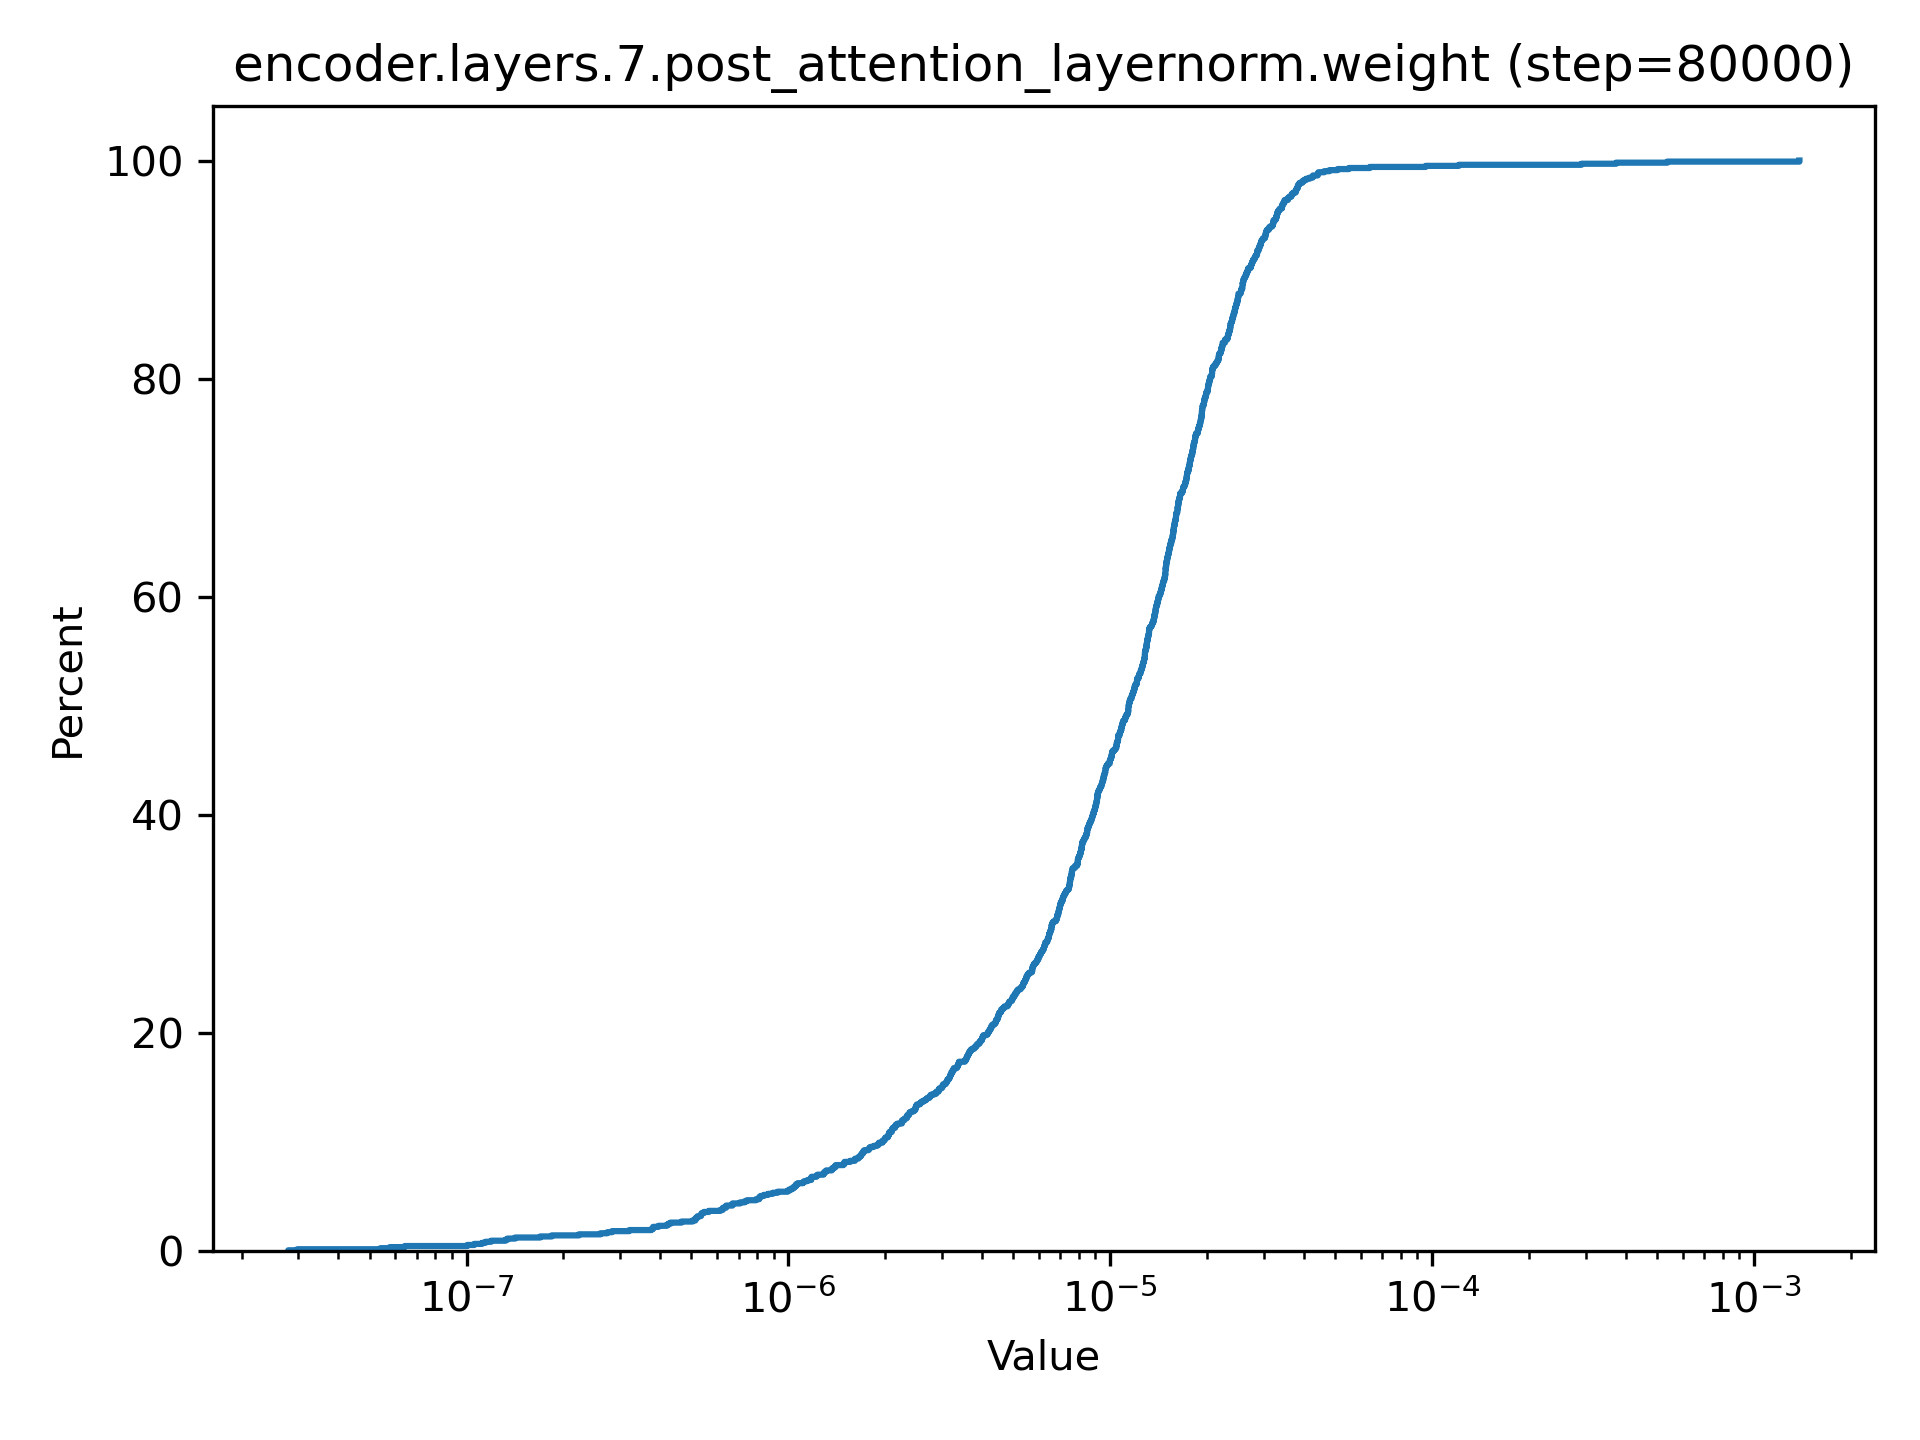 encoder.layers.7.post_attention_layernorm.weight (step=80000)
100
80
60
40
20
0
Percent
10⁻⁷ 10⁻⁶ 10⁻⁵ 10⁻⁴ 10⁻³
Value